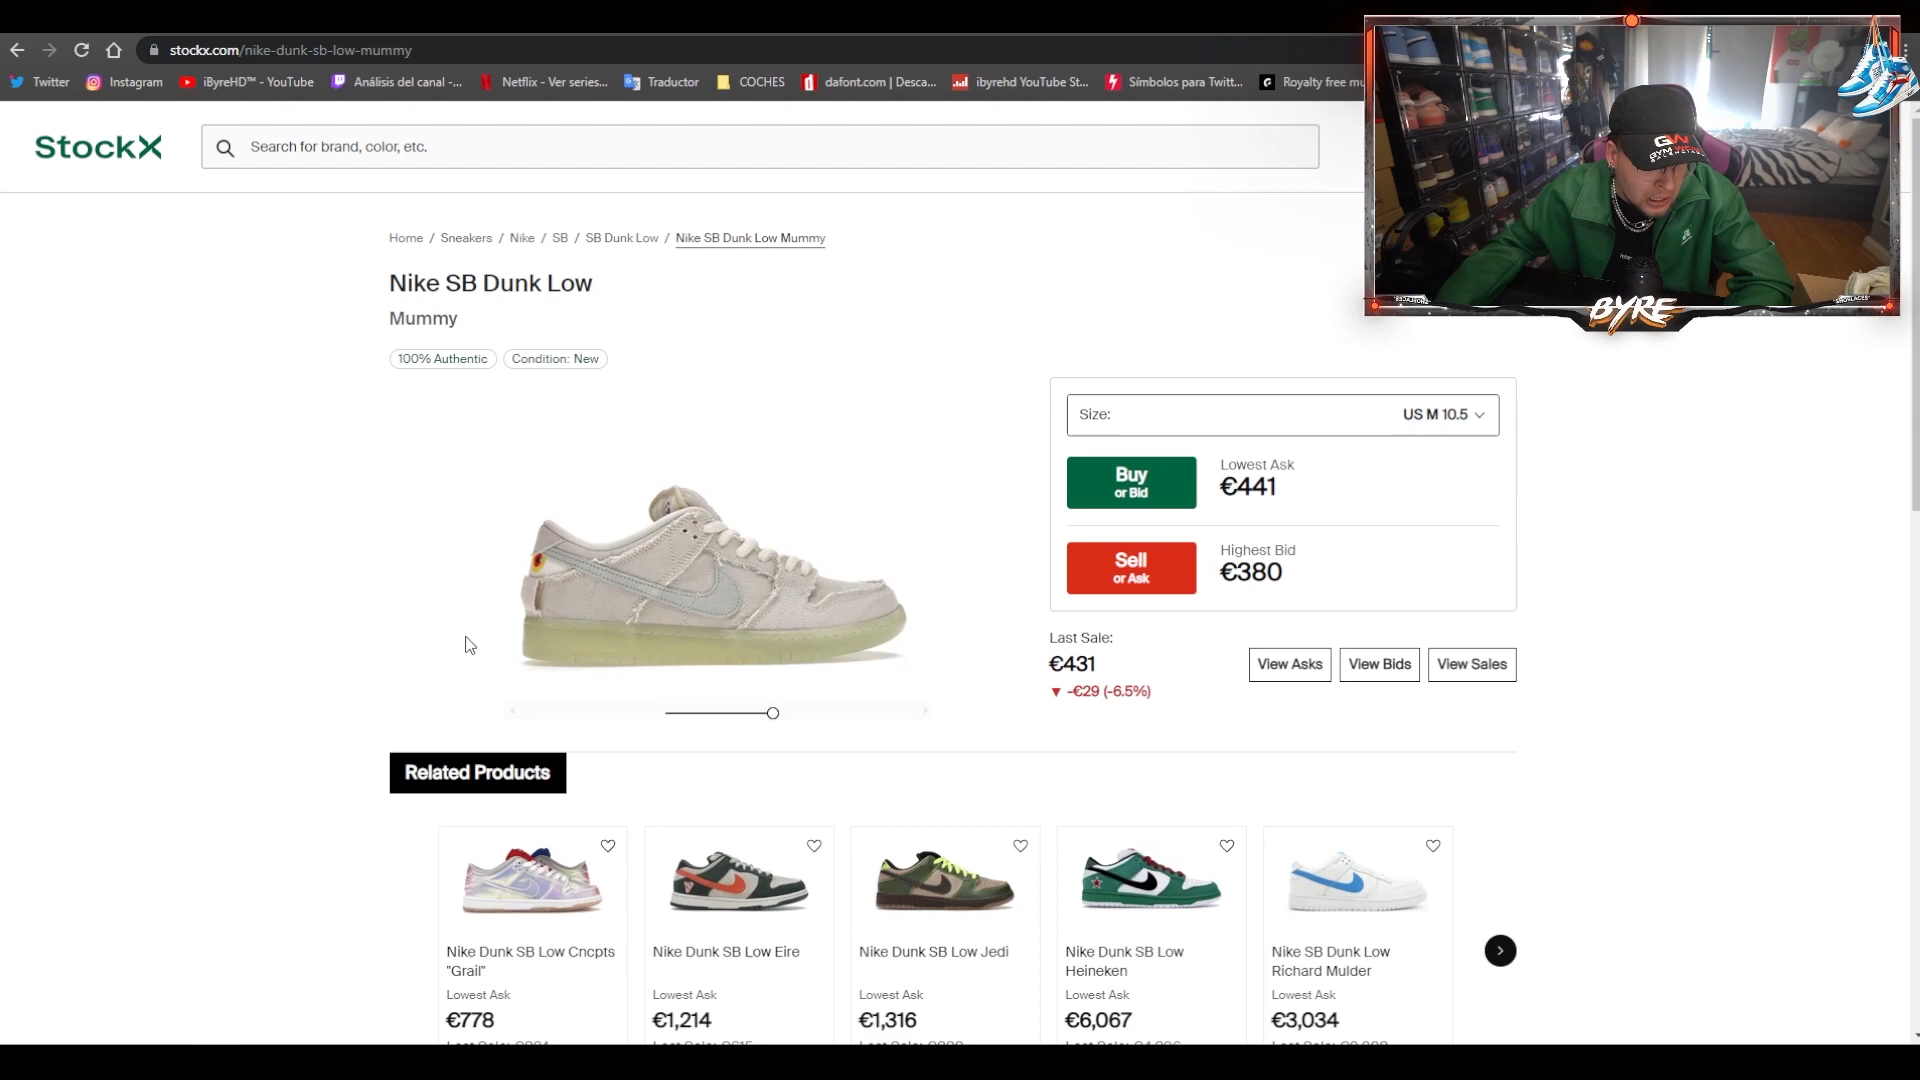 stockx.com/nike-dunk-sb-low-mummy
Twitter Instagram iByreHD™ - YouTube Análisis del canal -... Netflix - Ver series... Traductor COCHES dafont.com | Desca... ibyrehd YouTube St... Símbolos para Twitt... Royalty free mu
StockX
Search for brand, color, etc.
GW
GYM
BYRE
Home / Sneakers / Nike / SB / SB Dunk Low / Nike SB Dunk Low Mummy
Nike SB Dunk Low
Mummy
100% Authentic Condition: New
Size: US M 10.5
Buy
or Bid
Lowest Ask
€441
Sell
or Ask
Highest Bid
€380
Last Sale:
€431
▼ -€29 (-6.5%)
View Asks View Bids View Sales
Related Products
Nike Dunk SB Low Cncpts
"Grail"
Lowest Ask
€778
Nike Dunk SB Low Eire
Lowest Ask
€1,214
Nike Dunk SB Low Jedi
Lowest Ask
€1,316
Nike Dunk SB Low
Heineken
Lowest Ask
€6,067
Nike SB Dunk Low
Richard Mulder
Lowest Ask
€3,034